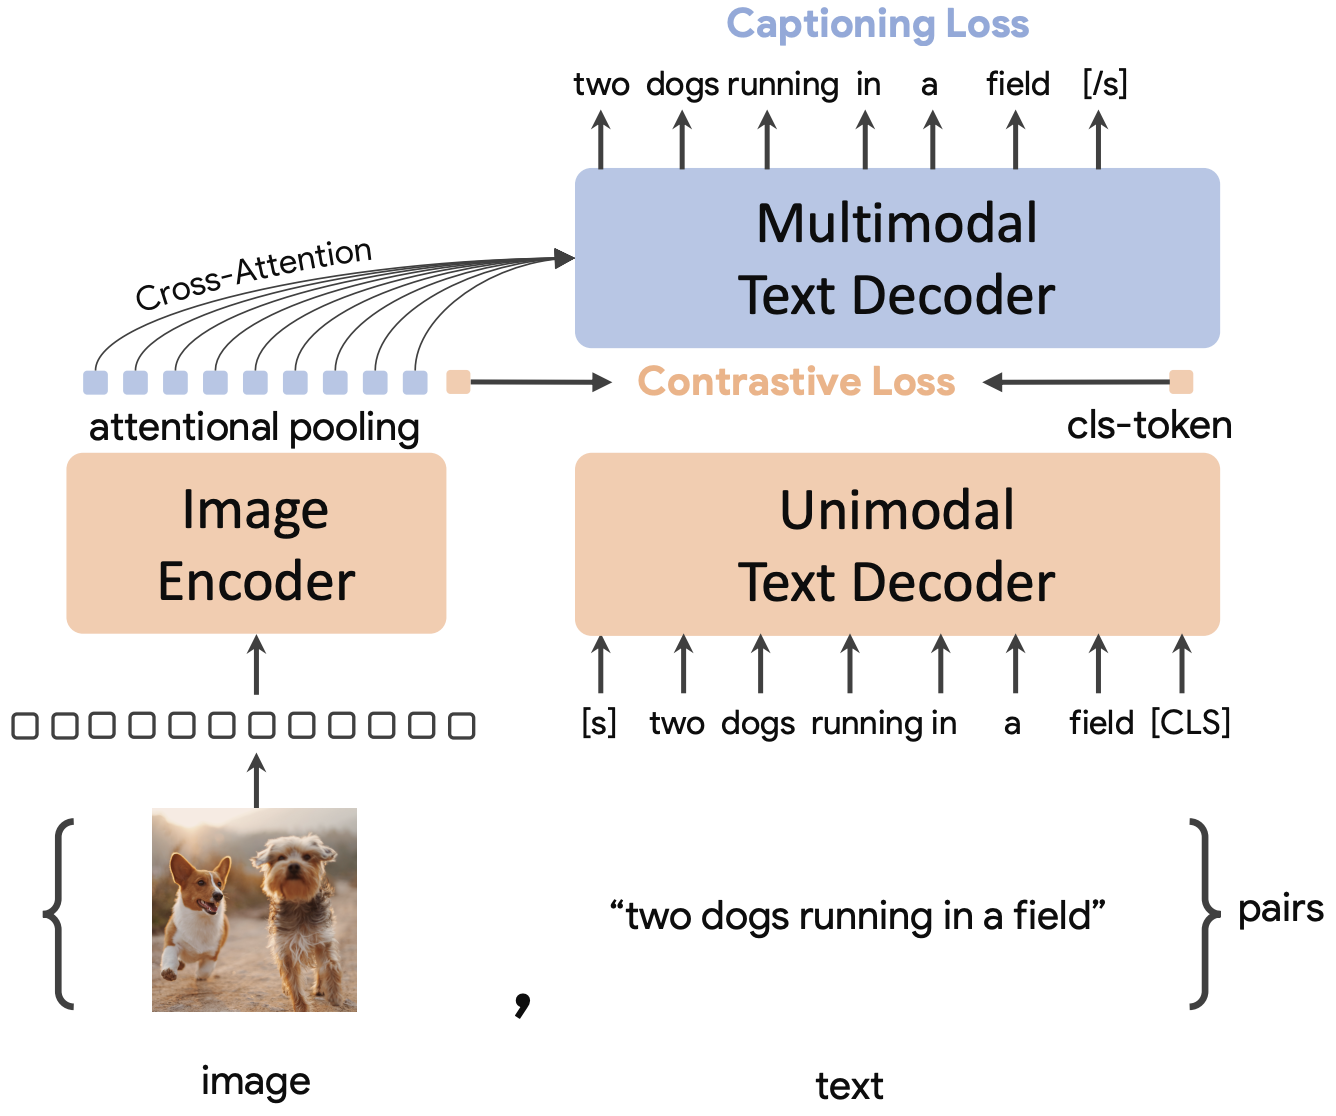 Captioning Loss
two dogs running in a field [/s]
Multimodal
Text Decoder
Cross-Attention
Contrastive Loss
attentional pooling
cls-token
Image
Encoder
Unimodal
Text Decoder
[s] two dogs running in a field [CLS]
“two dogs running in a field”
pairs
,
image
text